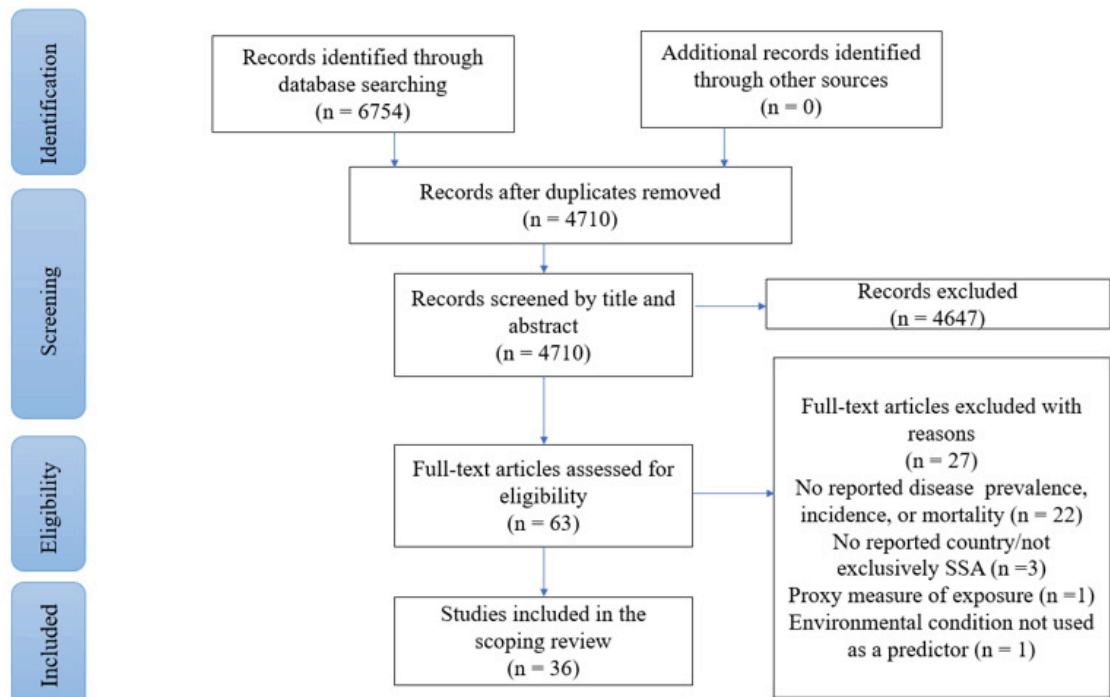 Identification
Records identified through
database searching
(n = 6754)
Additional records identified
through other sources
(n = 0)
Records after duplicates removed
(n = 4710)
Screening
Records screened by title and
abstract
(n = 4710)
Records excluded
(n = 4647)
Eligibility
Full-text articles assessed for
eligibility
(n = 63)
Full-text articles excluded with
reasons
(n = 27)
No reported disease prevalence,
incidence, or mortality (n = 22)
No reported country/not
exclusively SSA (n =3)
Proxy measure of exposure (n =1)
Environmental condition not used
as a predictor (n = 1)
Included
Studies included in the
scoping review
(n = 36)